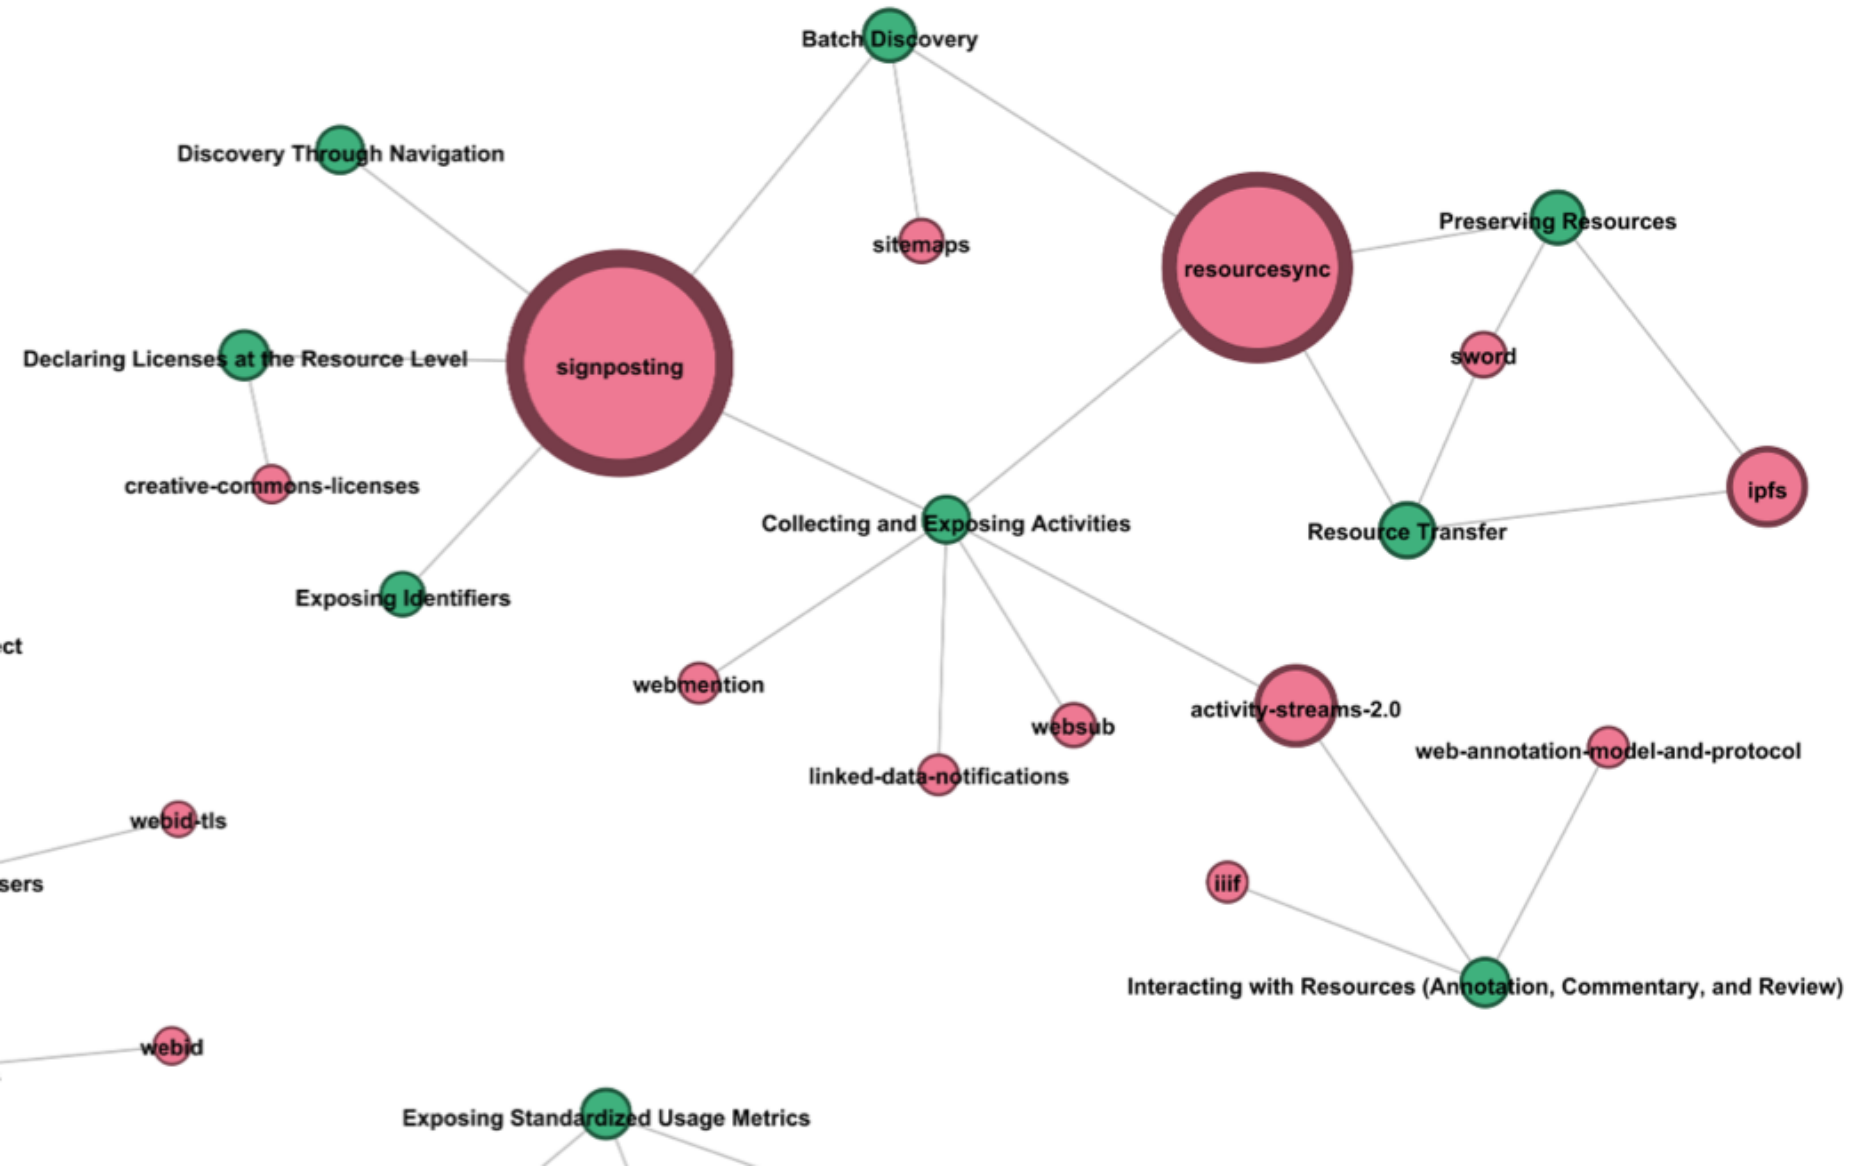 Batch Discovery
Discovery Through Navigation
Preserving Resources
sitemaps
resourcesync
Declaring Licenses at the Resource Level
signposting
sword
creative-commons-licenses
ipfs
Collecting and Exposing Activities
Resource Transfer
Exposing Identifiers
ect
webmention
activity-streams-2.0
websub
web-annotation-model-and-protocol
linked-data-notifications
webid-tls
sers
iiif
Interacting with Resources (Annotation, Commentary, and Review)
webid
Exposing Standardized Usage Metrics